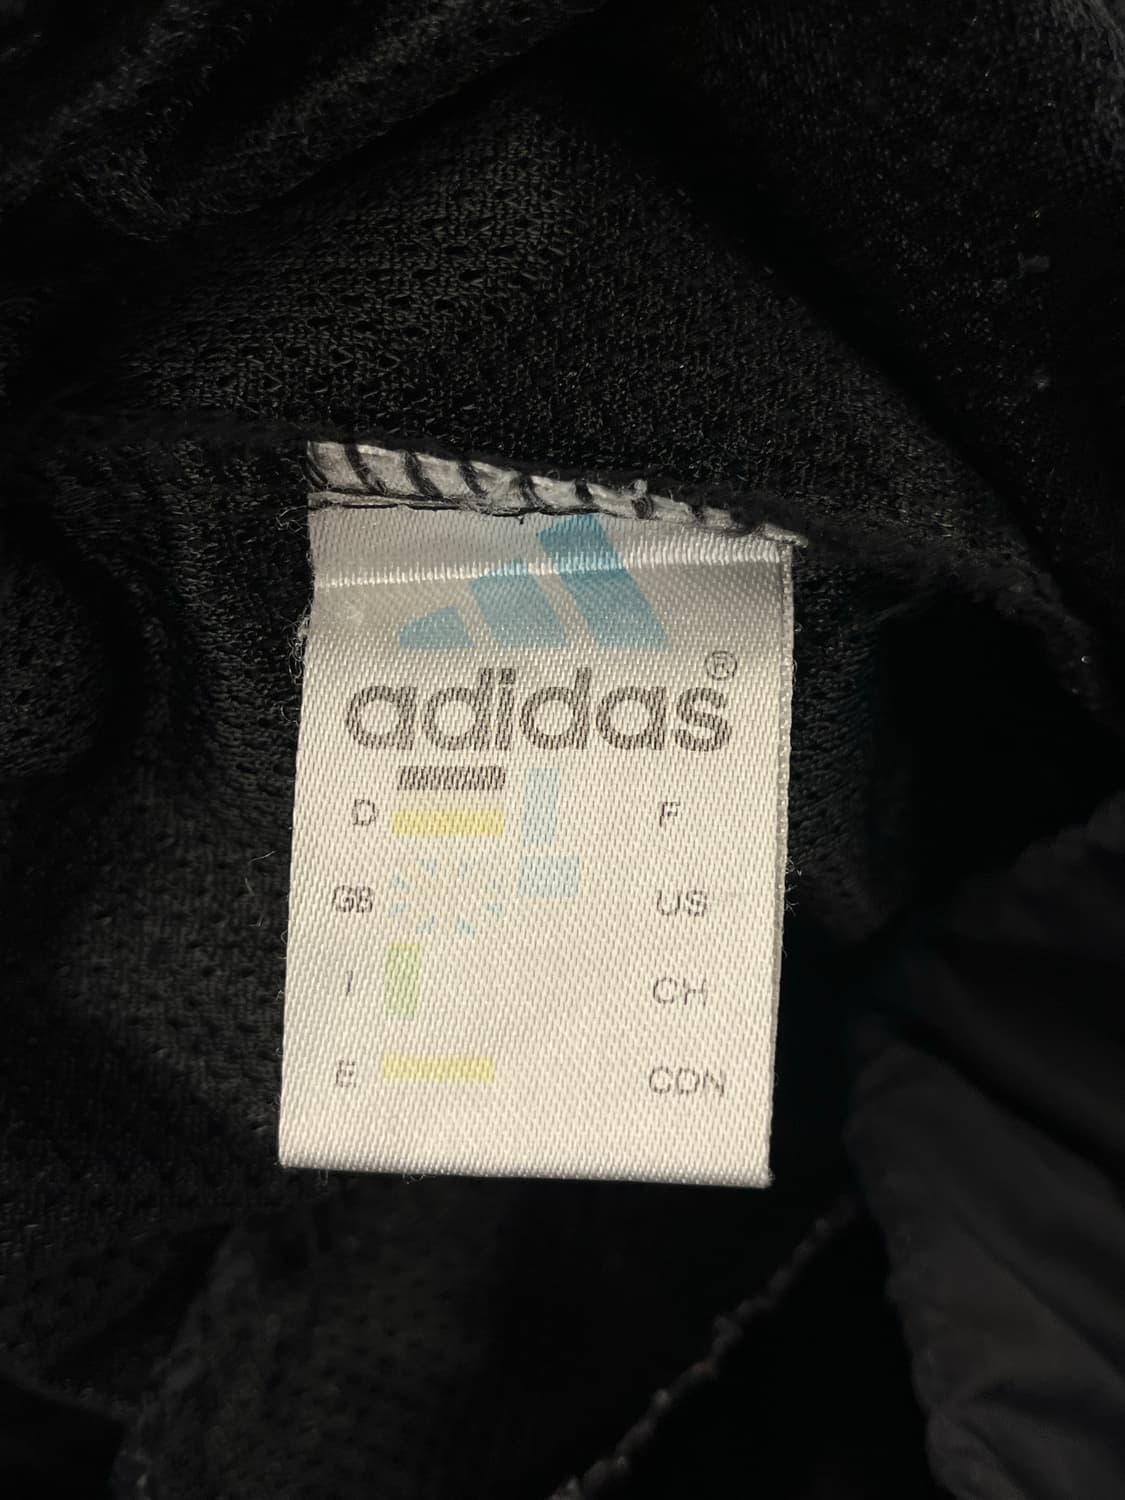 adidas®
D F
GB US
I CH
E CDN